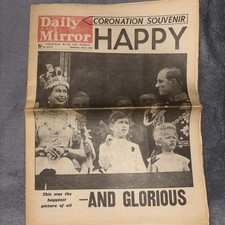 CORONATION SOUVENIR
Daily
Mirror
HAPPY
This was the
happiest
picture of all
—AND GLORIOUS